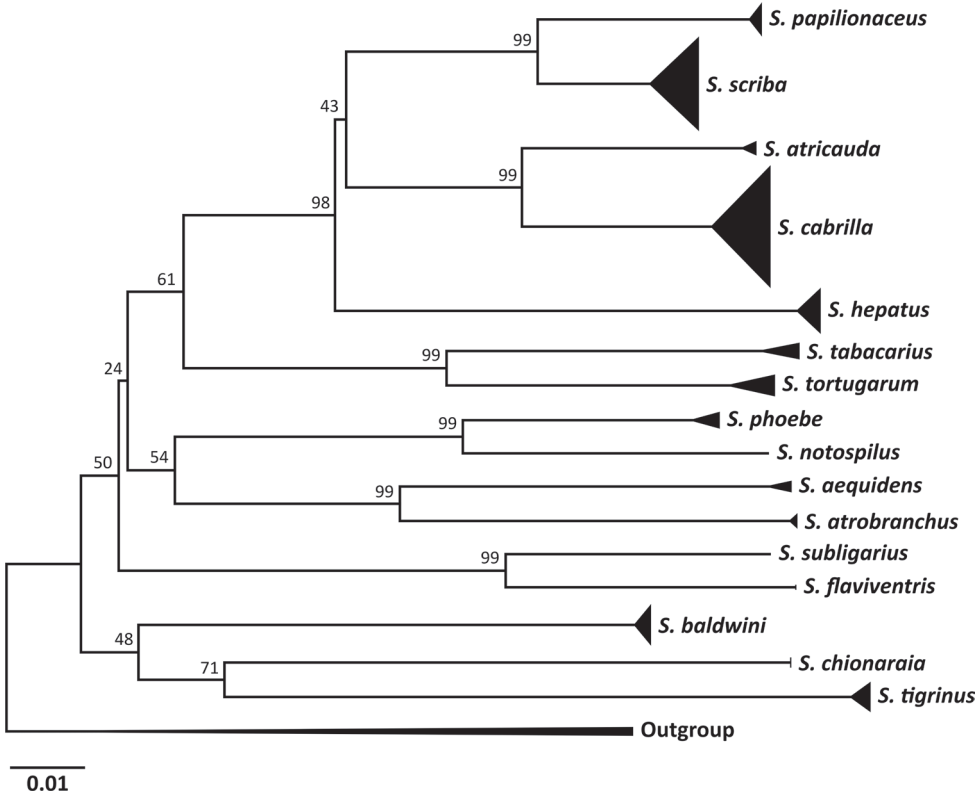 S. papilionaceus
99
S. scriba
43
S. atricauda
99
98
S. cabrilla
61
S. hepatus
99
S. tabacarius
24
S. tortugarum
99
S. phoebe
50
54
S. notospilus
99
S. aequidens
S. atrobranchus
99
S. subligarius
S. flaviventris
48
S. baldwini
71
S. chionaraia
S. tigrinus
Outgroup
0.01